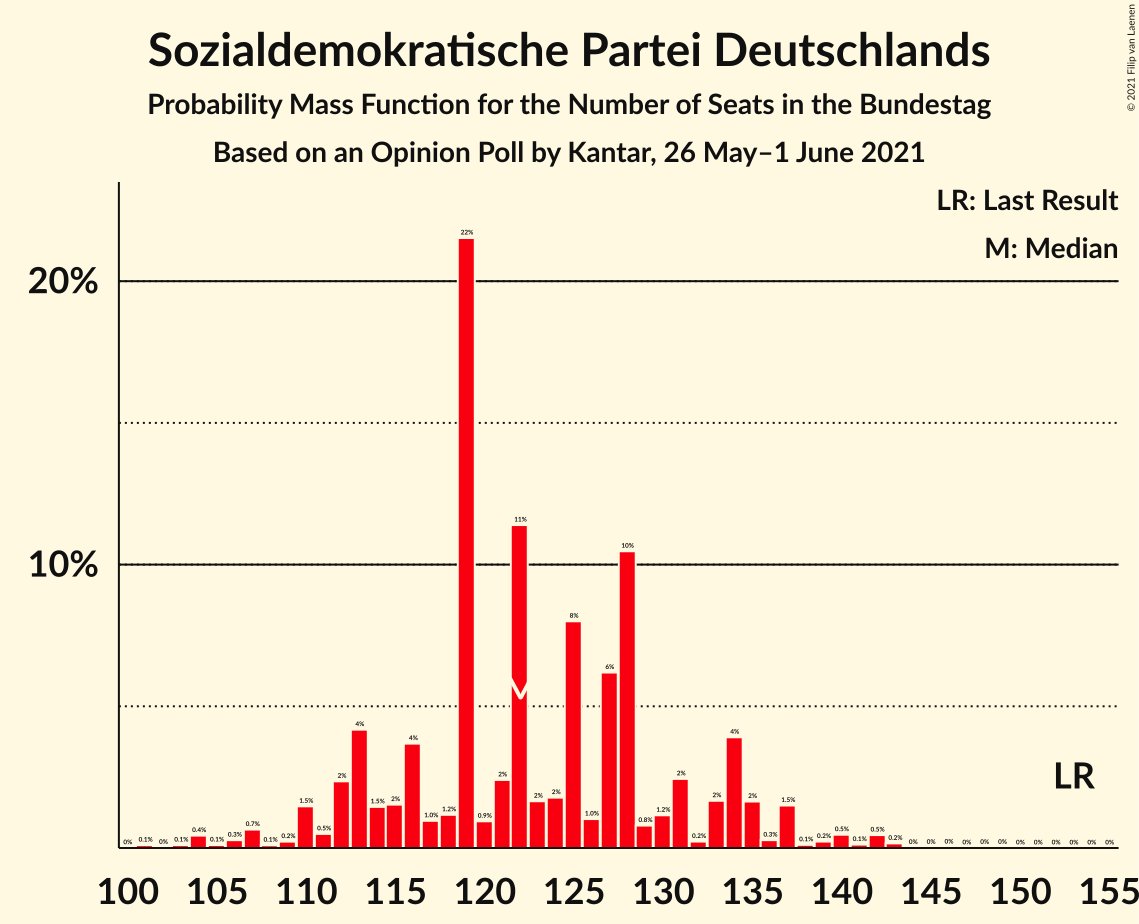 Sozialdemokratische Partei Deutschlands
Probability Mass Function for the Number of Seats in the Bundestag
Based on an Opinion Poll by Kantar, 26 May–1 June 2021
© 2021 Filip van Laenen
LR: Last Result
M: Median
20%
10%
0% 0.1% 0% 0.1% 0.4% 0.1% 0.3% 0.7% 0.1% 0.2% 1.5% 0.5% 2% 4% 1.5% 2% 4% 1.0% 1.2% 22% 0.9% 2% 11% 2% 2% 8% 1.0% 6% 10% 0.8% 1.2% 2% 0.2% 2% 4% 2% 0.3% 1.5% 0.1% 0.2% 0.5% 0.1% 0.5% 0.2% 0% 0% 0% 0% 0% 0% 0% 0% 0% 0% 0% 0%
M
LR
100 105 110 115 120 125 130 135 140 145 150 155